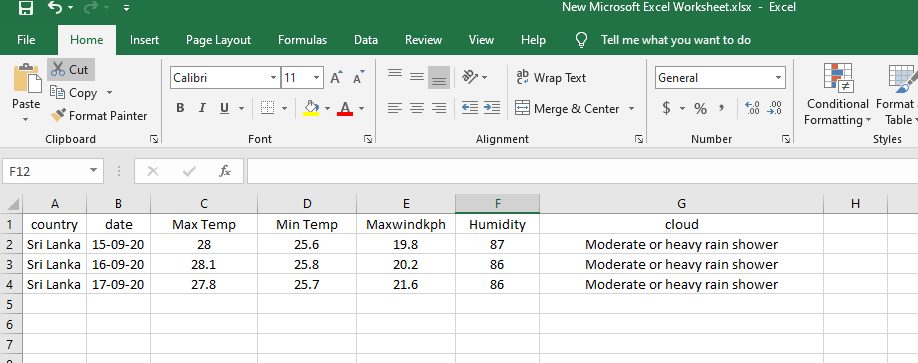 New Microsoft Excel Worksheet.xlsx - Excel
File Home Insert Page Layout Formulas Data Review View Help Tell me what you want to do
Paste
Cut
Copy
Format Painter
Clipboard
Calibri 11 A A
B I U A
Font
ab Wrap Text
Merge & Center
Alignment
General
$ % , .0 .00 .00 .0
Number
Conditional Formatting
Format as Table
Styles
F12 fx
A B C D E F G H
1 country date Max Temp Min Temp Maxwindkph Humidity cloud
2 Sri Lanka 15-09-20 28 25.6 19.8 87 Moderate or heavy rain shower
3 Sri Lanka 16-09-20 28.1 25.8 20.2 86 Moderate or heavy rain shower
4 Sri Lanka 17-09-20 27.8 25.7 21.6 86 Moderate or heavy rain shower
5
6
7